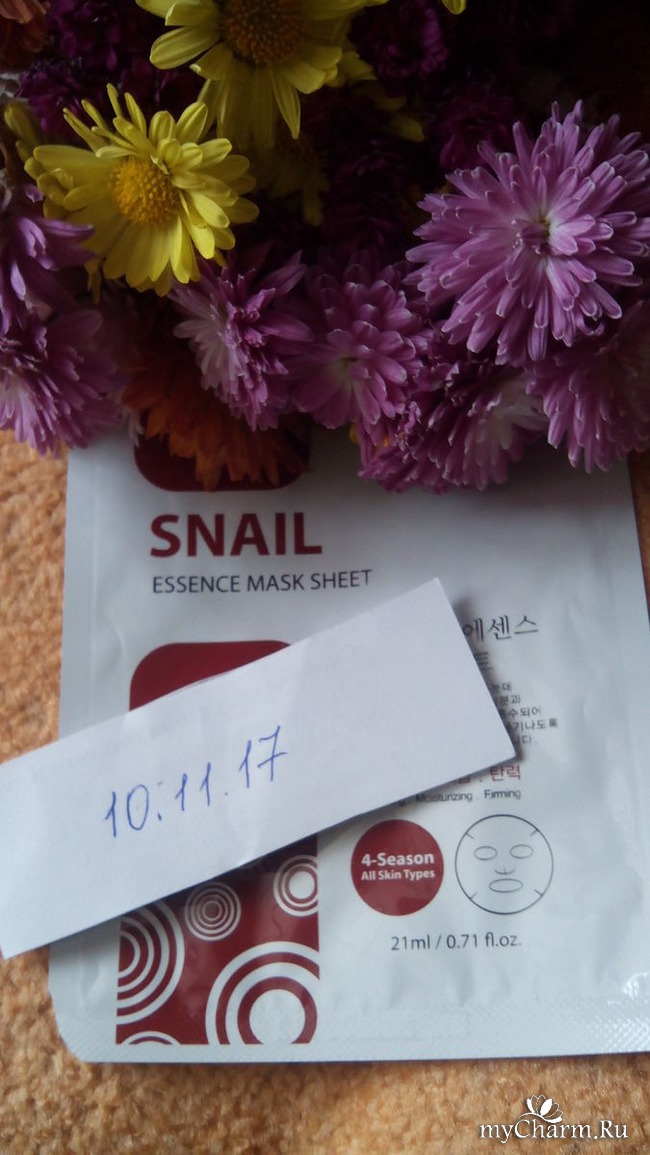 SNAIL
ESSENCE MASK SHEET
에센스
10.11.17
탄력
Moisturizing . Firming
4-Season
All Skin Types
21ml / 0.71 fl.oz.
myCharm.Ru